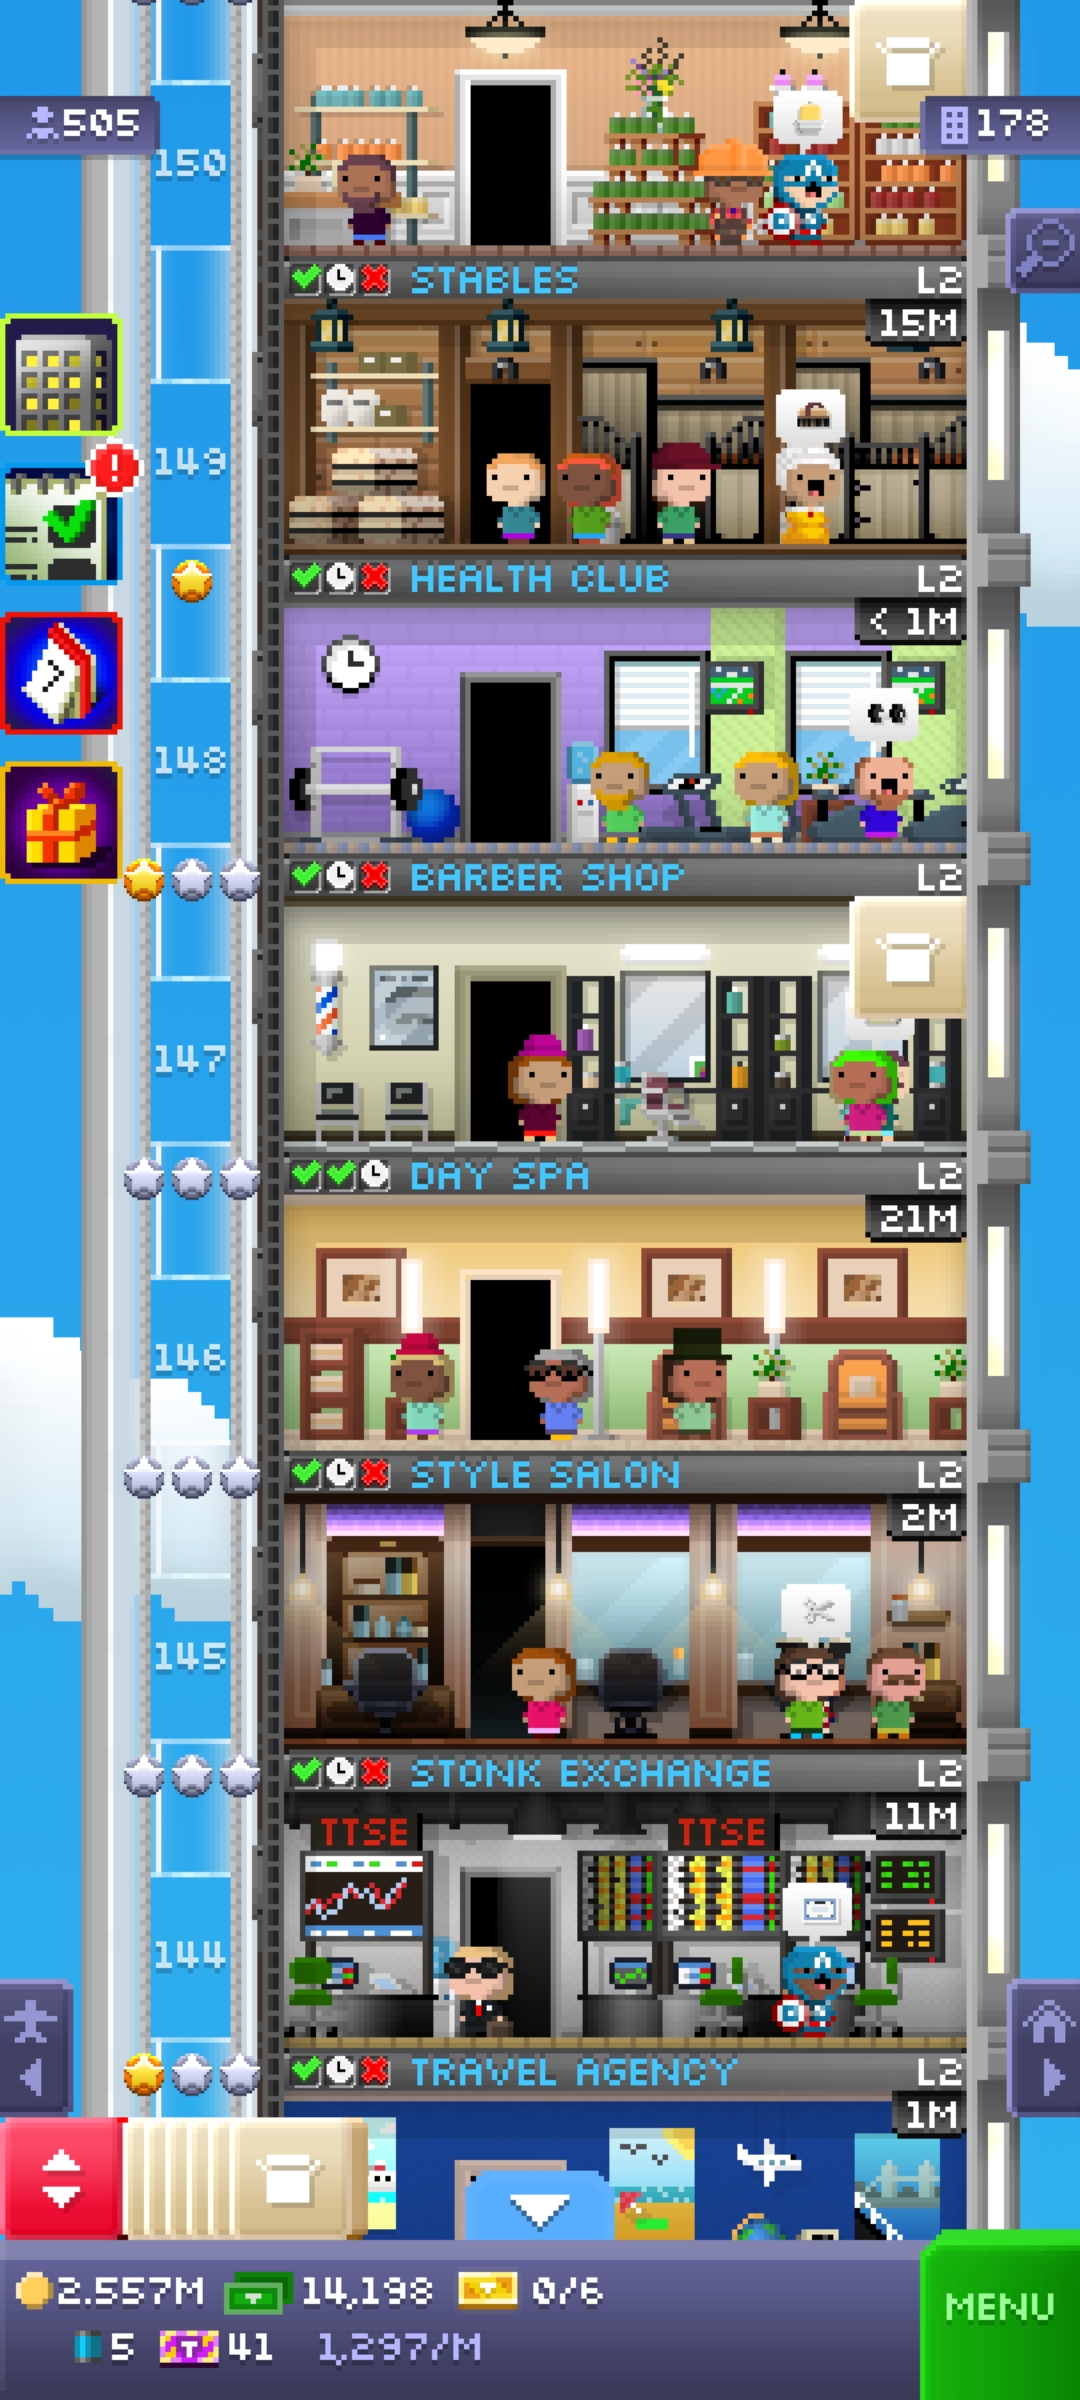 505
178
150
STABLES L2
15M
149
HEALTH CLUB L2
< 1M
148
BARBER SHOP L2
147
DAY SPA L2
21M
146
STYLE SALON L2
2M
145
STONK EXCHANGE L2
11M
TTSE TTSE
144
TRAVEL AGENCY L2
1M
2.557M 14,198 0/6
5 41 1,297/M
MENU